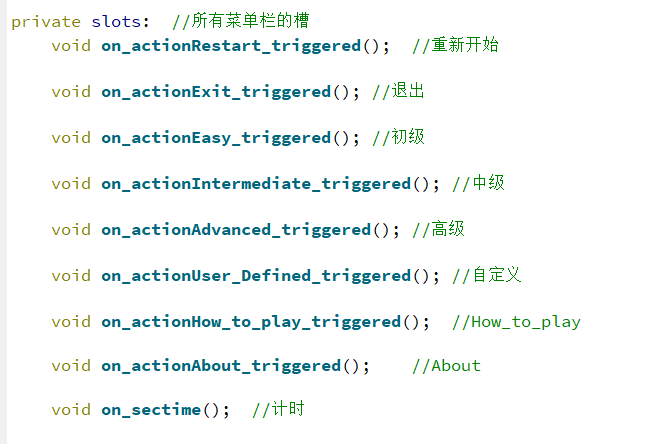 private slots:  //所有菜单栏的槽
void on_actionRestart_triggered();  //重新开始
void on_actionExit_triggered(); //退出
void on_actionEasy_triggered(); //初级
void on_actionIntermediate_triggered(); //中级
void on_actionAdvanced_triggered(); //高级
void on_actionUser_Defined_triggered(); //自定义
void on_actionHow_to_play_triggered();  //How_to_play
void on_actionAbout_triggered();    //About
void on_sectime();  //计时